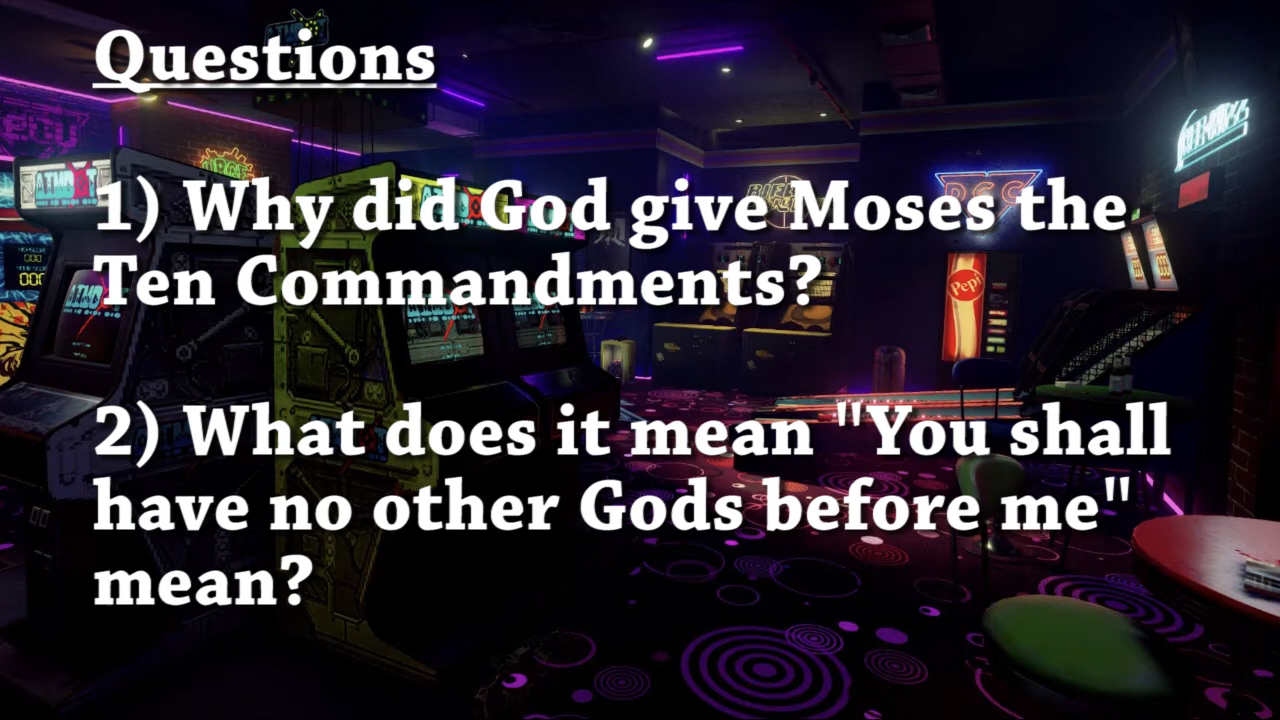 Questions
1) Why did God give Moses the
Ten Commandments?
2) What does it mean "You shall
have no other Gods before me"
mean?
Pepi